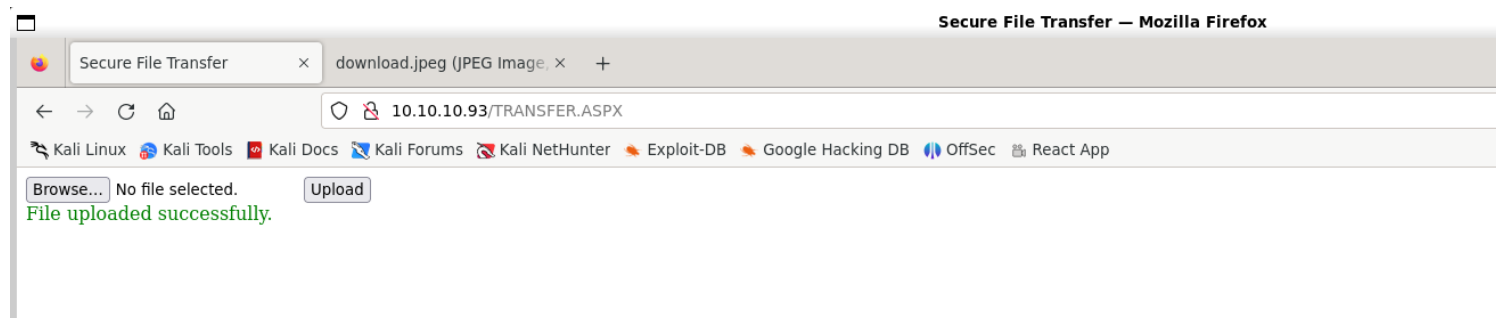 Secure File Transfer — Mozilla Firefox
Secure File Transfer download.jpeg (JPEG Image,
10.10.10.93/TRANSFER.ASPX
Kali Linux Kali Tools Kali Docs Kali Forums Kali NetHunter Exploit-DB Google Hacking DB OffSec React App
Browse... No file selected. Upload
File uploaded successfully.